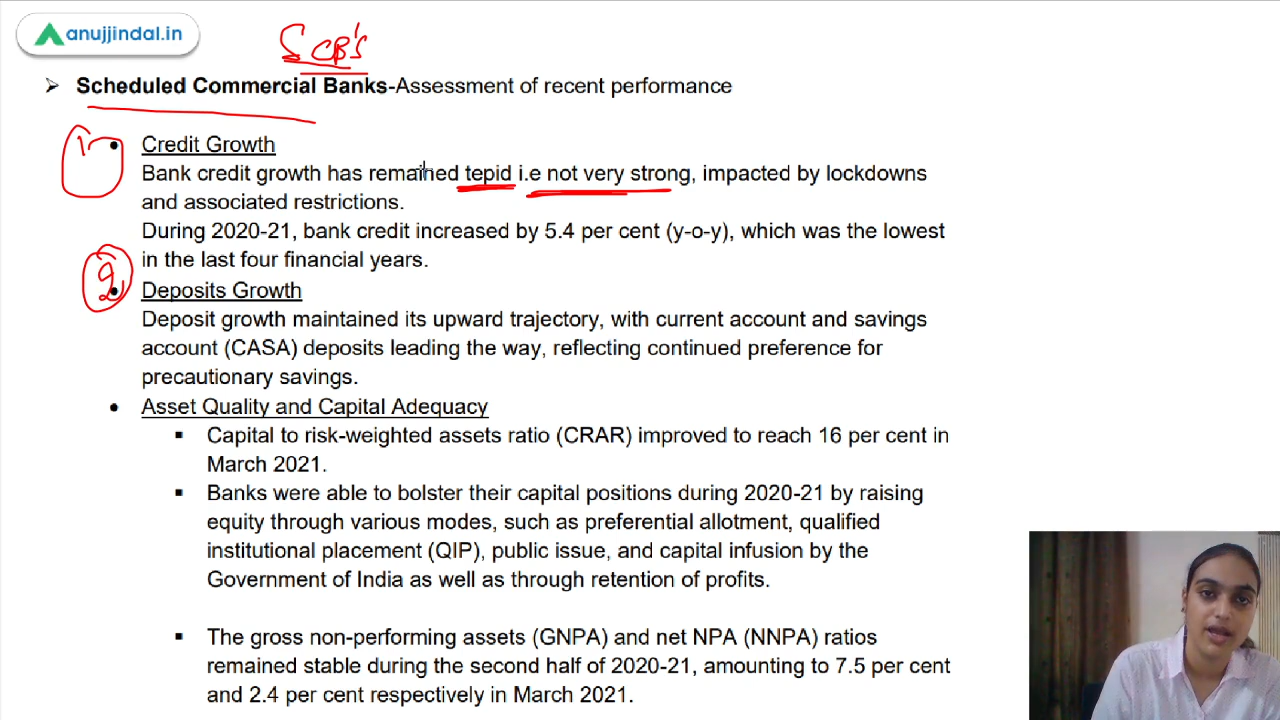 anujjindal.in
SCB's
➢ Scheduled Commercial Banks-Assessment of recent performance
1
• Credit Growth
Bank credit growth has remained tepid i.e not very strong, impacted by lockdowns
and associated restrictions.
During 2020-21, bank credit increased by 5.4 per cent (y-o-y), which was the lowest
in the last four financial years.
2
• Deposits Growth
Deposit growth maintained its upward trajectory, with current account and savings
account (CASA) deposits leading the way, reflecting continued preference for
precautionary savings.
• Asset Quality and Capital Adequacy
▪ Capital to risk-weighted assets ratio (CRAR) improved to reach 16 per cent in
March 2021.
▪ Banks were able to bolster their capital positions during 2020-21 by raising
equity through various modes, such as preferential allotment, qualified
institutional placement (QIP), public issue, and capital infusion by the
Government of India as well as through retention of profits.
▪ The gross non-performing assets (GNPA) and net NPA (NNPA) ratios
remained stable during the second half of 2020-21, amounting to 7.5 per cent
and 2.4 per cent respectively in March 2021.